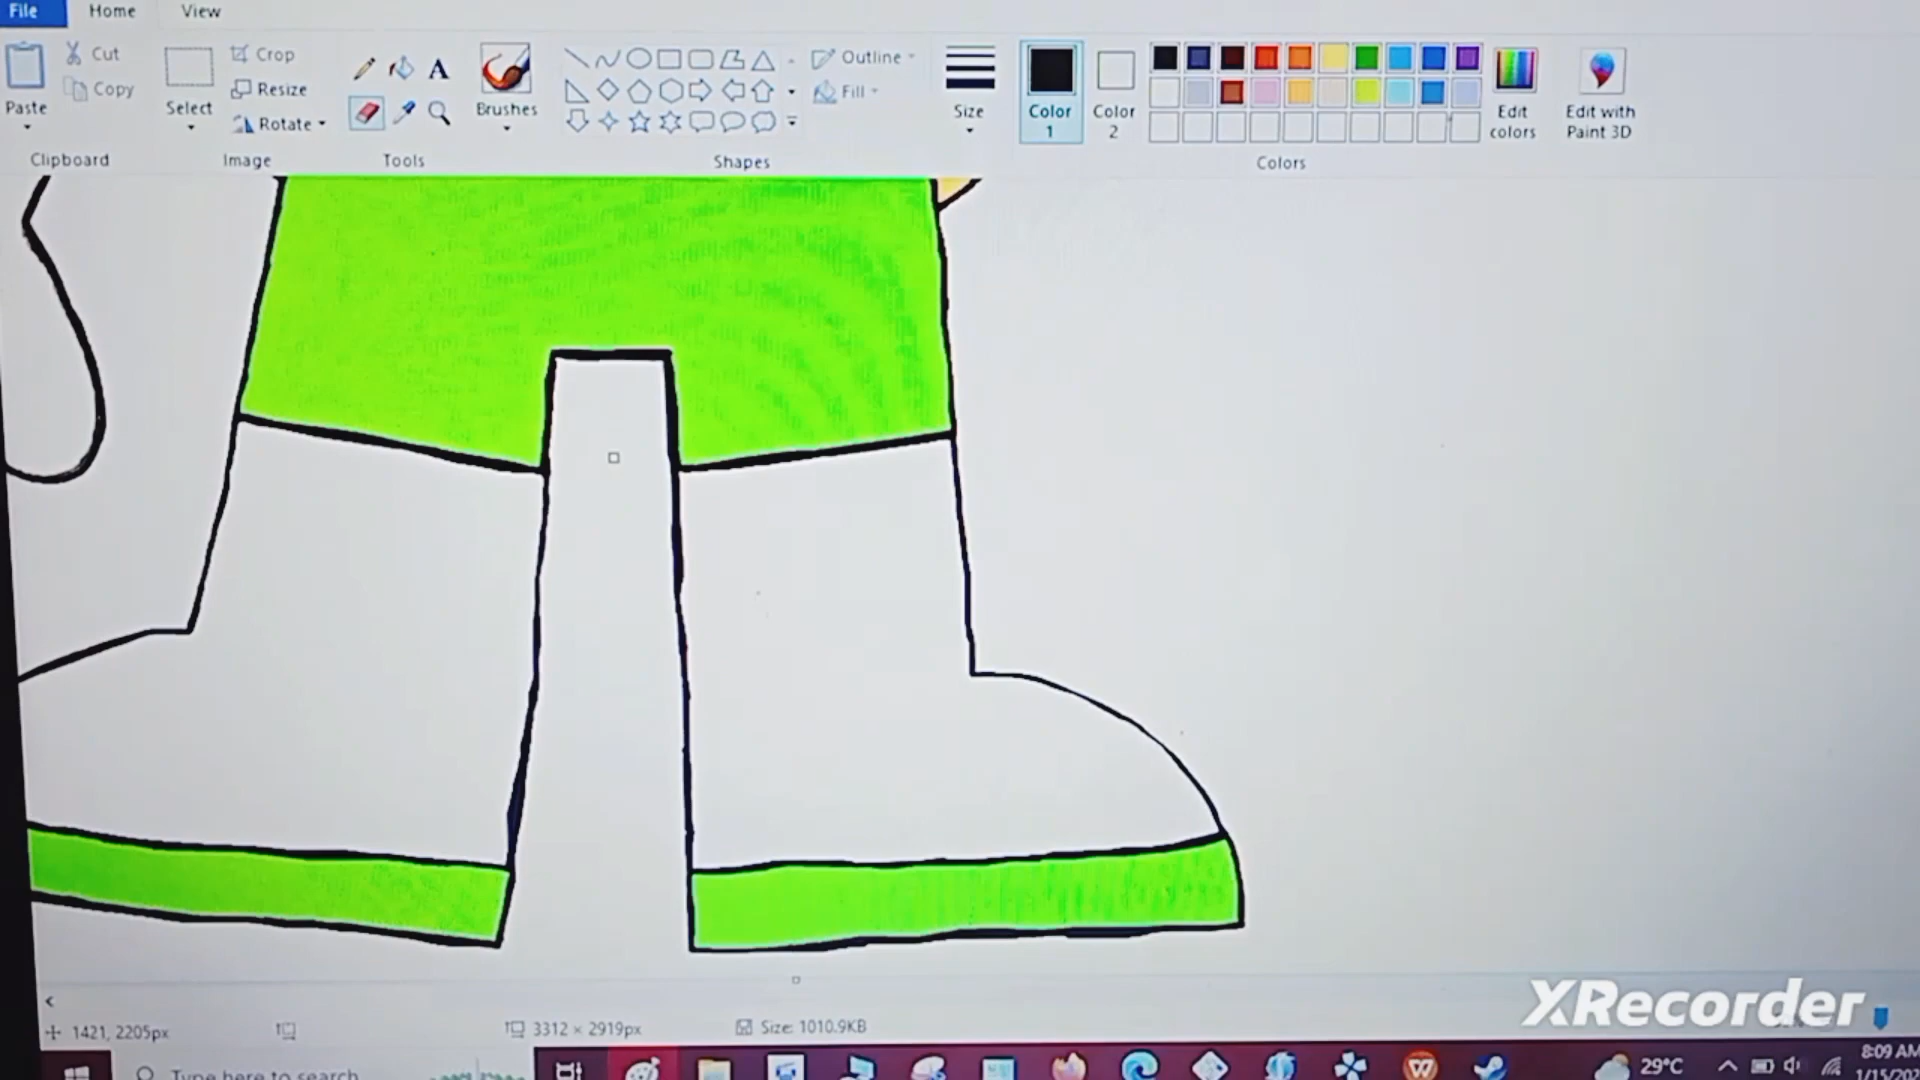 File Home View
Cut
Copy
Paste
Clipboard
Select
Crop
Resize
Rotate
Image
A
Tools
Brushes
Outline
Fill
Shapes
Size
Color
1
Color
2
Edit
colors
Edit with
Paint 3D
Colors
XRecorder
1421, 2205px
3312 × 2919px
Size: 1010.9KB
Type here to search
29°C
8:09 AM